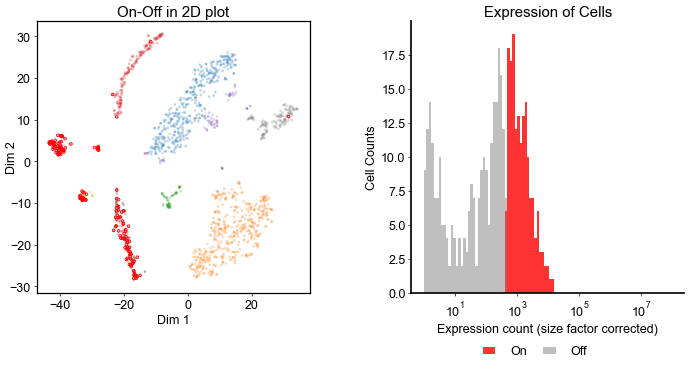 On-Off in 2D plot
30
20
10
0
−10
−20
−30
Dim 2
−40
−20
0
20
Dim 1
Expression of Cells
17.5
15.0
12.5
10.0
7.5
5.0
2.5
0.0
Cell Counts
10^1
10^3
10^5
10^7
Expression count (size factor corrected)
On
Off